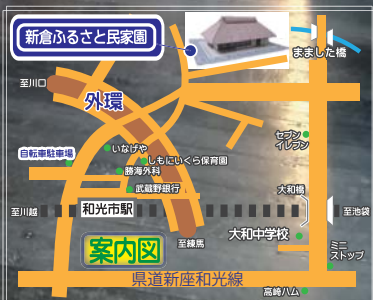 新倉ふるさと民家園
まました橋
至川口
外環
セブン
イレブン
いなげや
自転車駐車場
しもにいくら保育園
勝海外科
武蔵野銀行
大和橋
至川越
和光市駅
至池袋
大和中学校
案内図
至練馬
ミニ
ストップ
県道新座和光線
高崎ハム